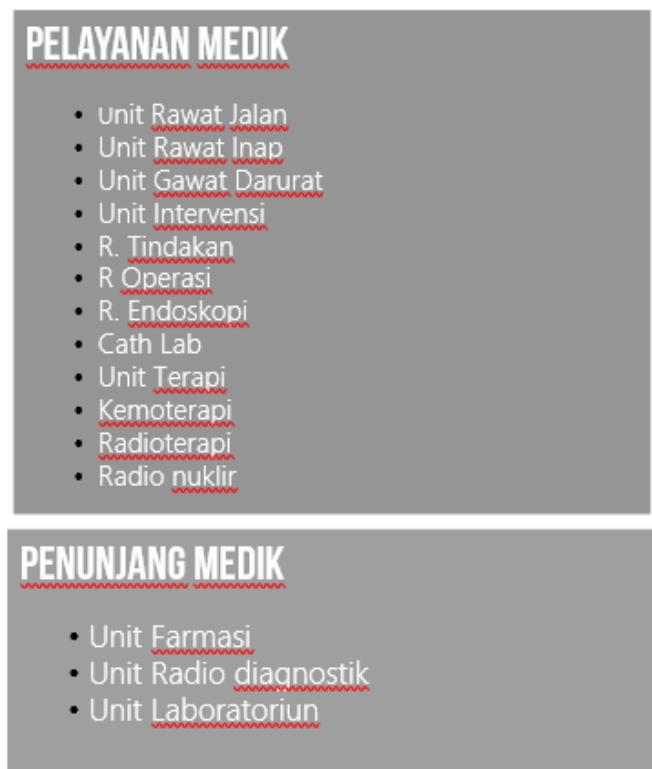 PELAYANAN MEDIK
• Unit Rawat Jalan
• Unit Rawat Inap
• Unit Gawat Darurat
• Unit Intervensi
• R. Tindakan
• R Operasi
• R. Endoskopi
• Cath Lab
• Unit Terapi
• Kemoterapi
• Radioterapi
• Radio nuklir
PENUNJANG MEDIK
• Unit Farmasi
• Unit Radio diagnostik
• Unit Laboratoriun